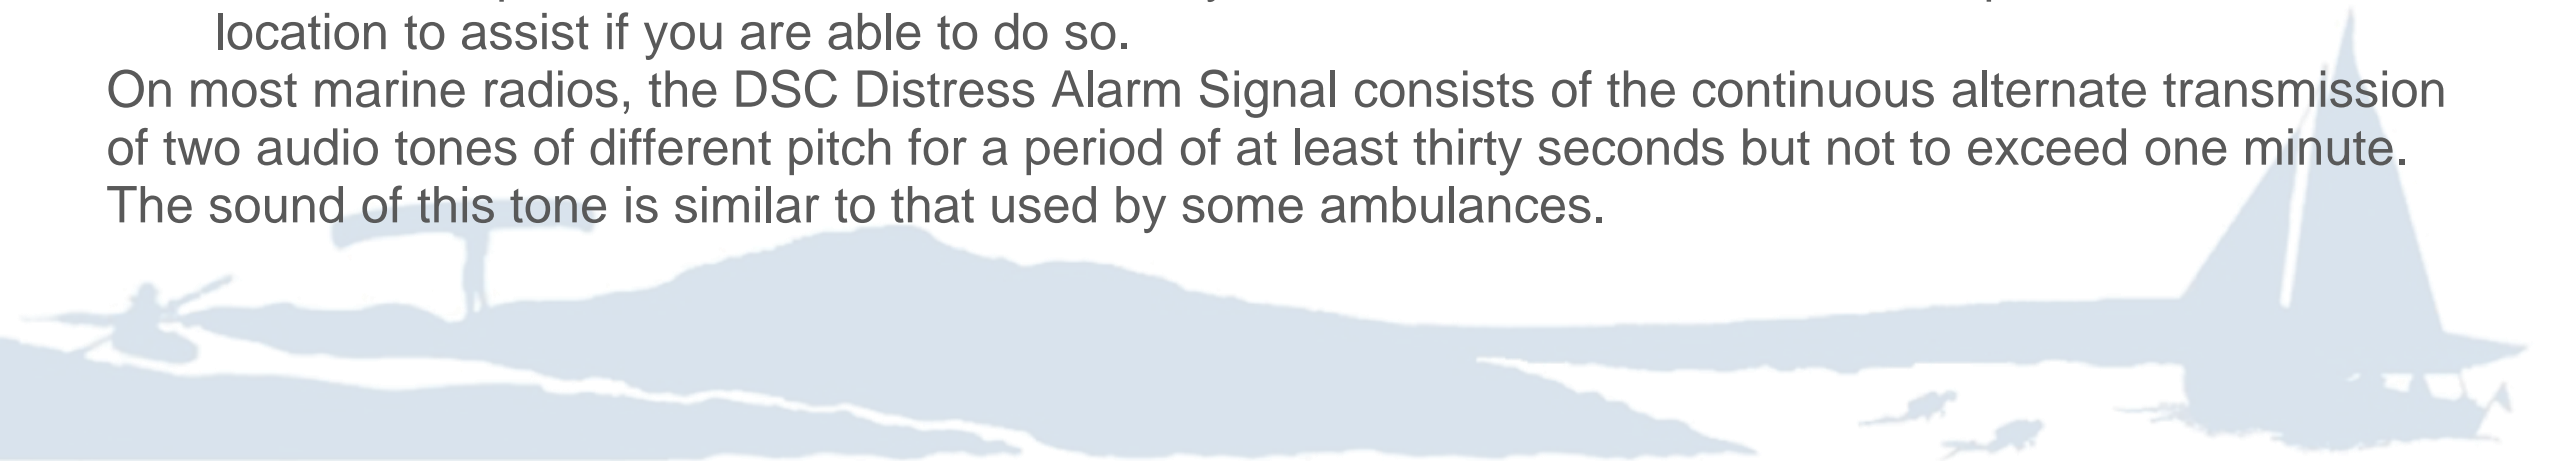 location to assist if you are able to do so.
On most marine radios, the DSC Distress Alarm Signal consists of the continuous alternate transmission
of two audio tones of different pitch for a period of at least thirty seconds but not to exceed one minute.
The sound of this tone is similar to that used by some ambulances.